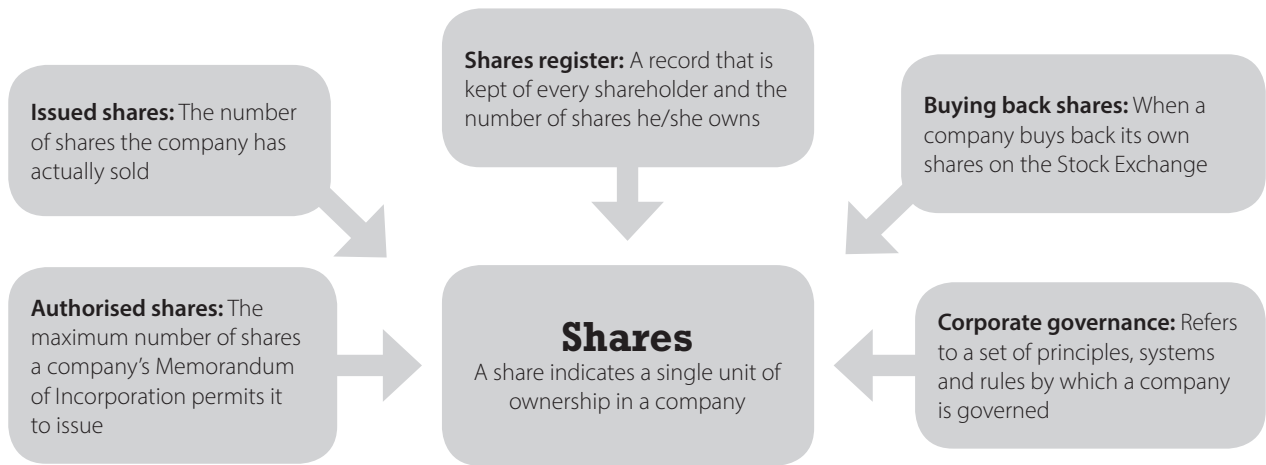 Issued shares: The number
of shares the company has
actually sold
Shares register: A record that is
kept of every shareholder and the
number of shares he/she owns
Buying back shares: When a
company buys back its own
shares on the Stock Exchange
Authorised shares: The
maximum number of shares
a company’s Memorandum
of Incorporation permits it
to issue
Shares
A share indicates a single unit of
ownership in a company
Corporate governance: Refers
to a set of principles, systems
and rules by which a company
is governed